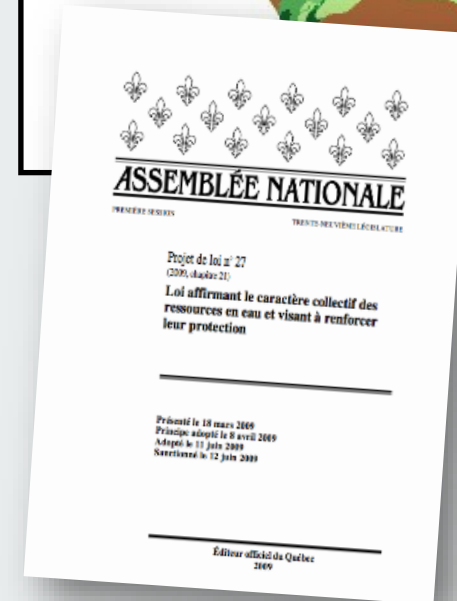 ASSEMBLÉE NATIONALE
PREMIÈRE SESSION
TRENTE-NEUVIÈME LÉGISLATURE
Projet de loi n° 27
(2009, chapitre 21)
Loi affirmant le caractère collectif des
ressources en eau et visant à renforcer
leur protection
Présenté le 18 mars 2009
Principe adopté le 8 avril 2009
Adopté le 11 juin 2009
Sanctionné le 12 juin 2009
Éditeur officiel du Québec
2009